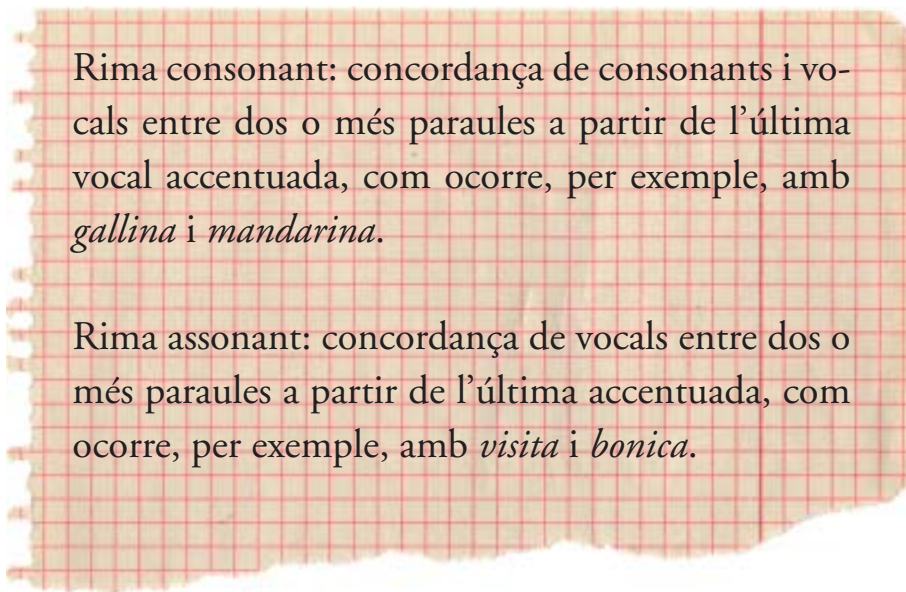 Rima consonant: concordança de consonants i vo-
cals entre dos o més paraules a partir de l’última
vocal accentuada, com ocorre, per exemple, amb
gallina i mandarina.
Rima assonant: concordança de vocals entre dos o
més paraules a partir de l’última accentuada, com
ocorre, per exemple, amb visita i bonica.